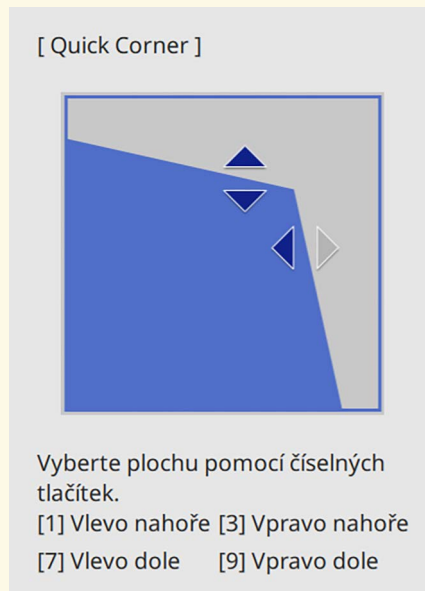 [ Quick Corner ]
Vyberte plochu pomocí číselných
tlačítek.
[1] Vlevo nahoře [3] Vpravo nahoře
[7] Vlevo dole [9] Vpravo dole